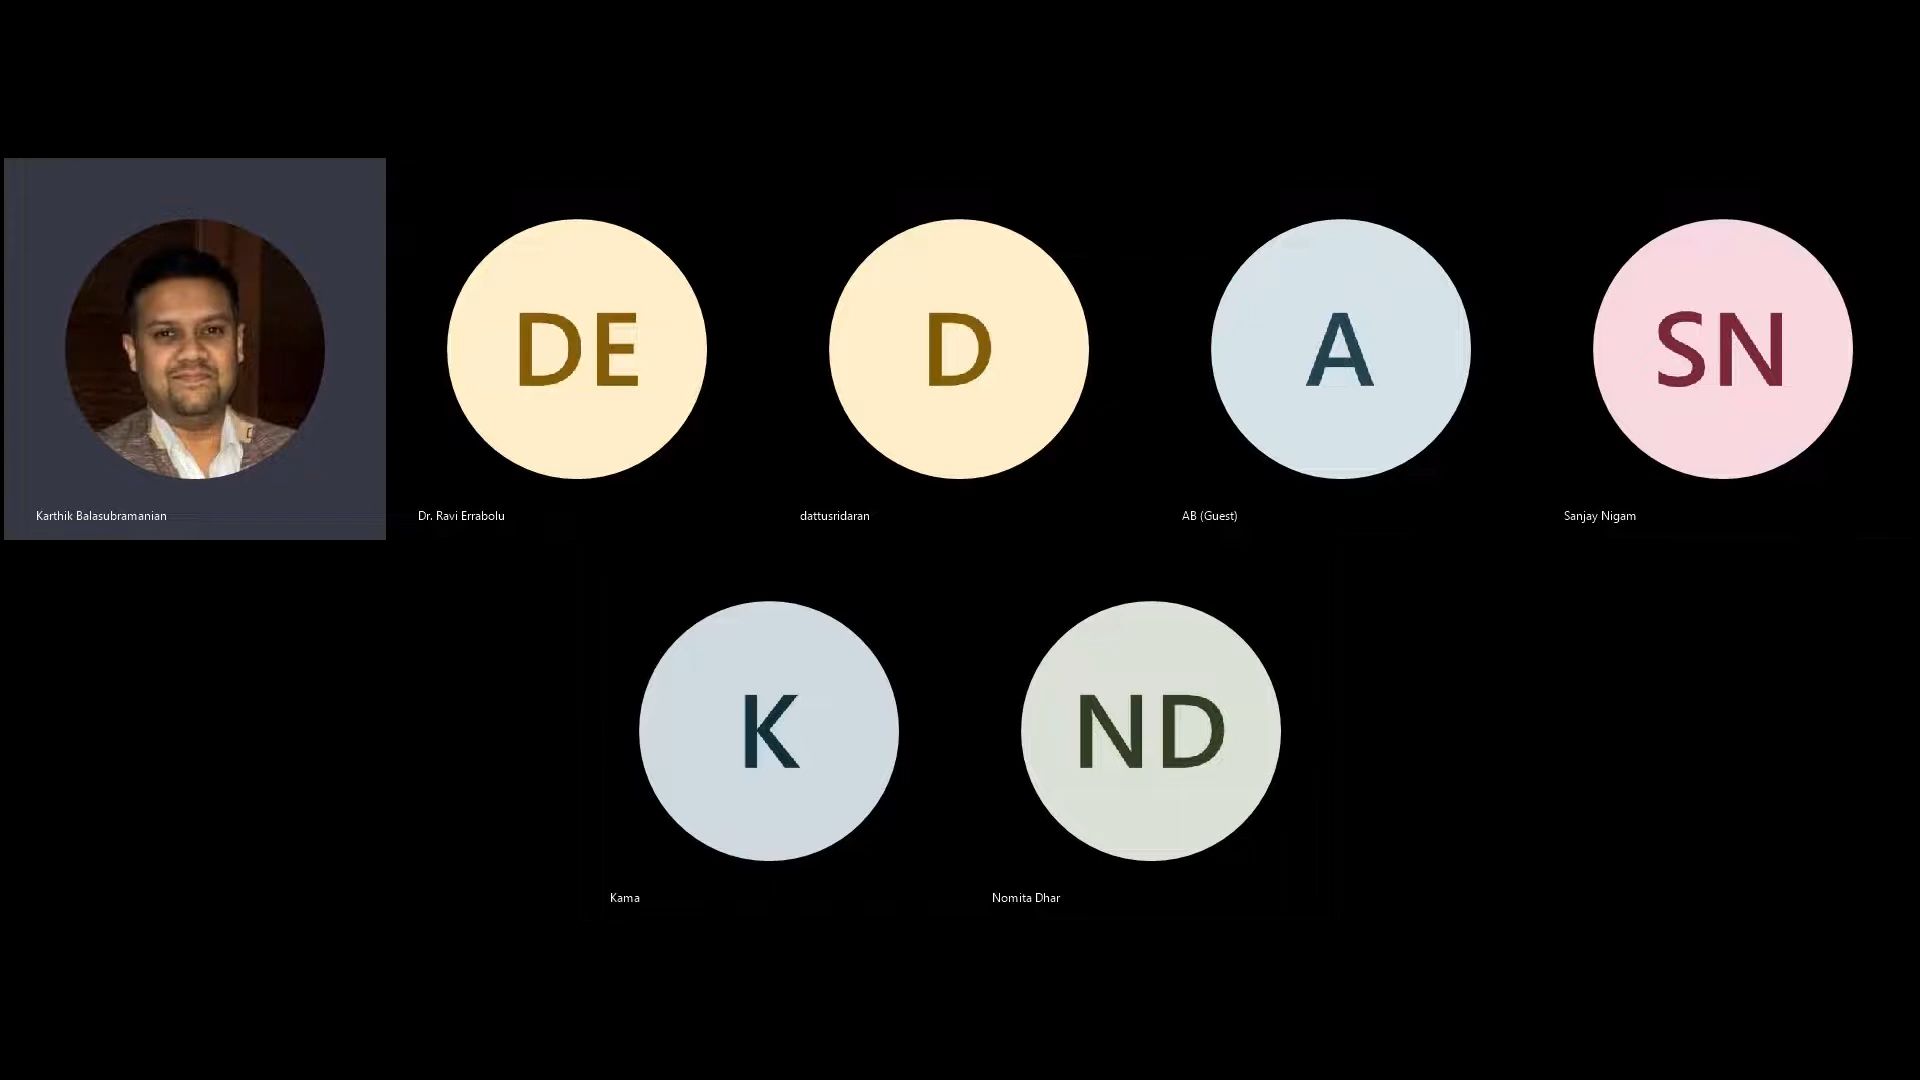 DE
D
A
SN
Karthik Balasubramanian
Dr. Ravi Errabolu
dattusridaran
AB (Guest)
Sanjay Nigam
K
ND
Kama
Nomita Dhar